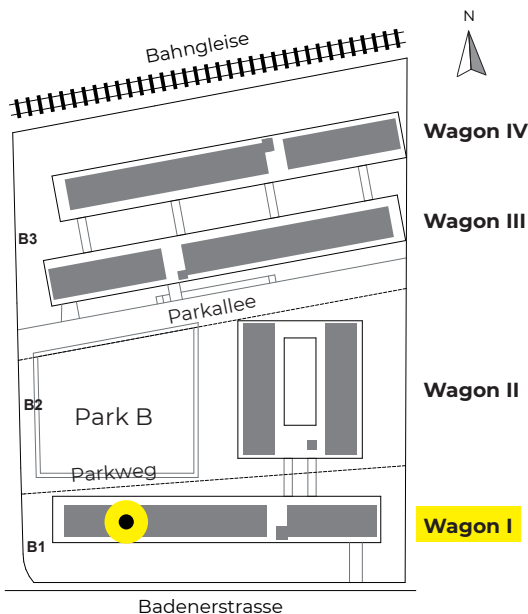 N
Bahngleise
Wagon IV
Wagon III
B3
Parkallee
Wagon II
B2
Park B
Parkweg
Wagon I
B1
Badenerstrasse